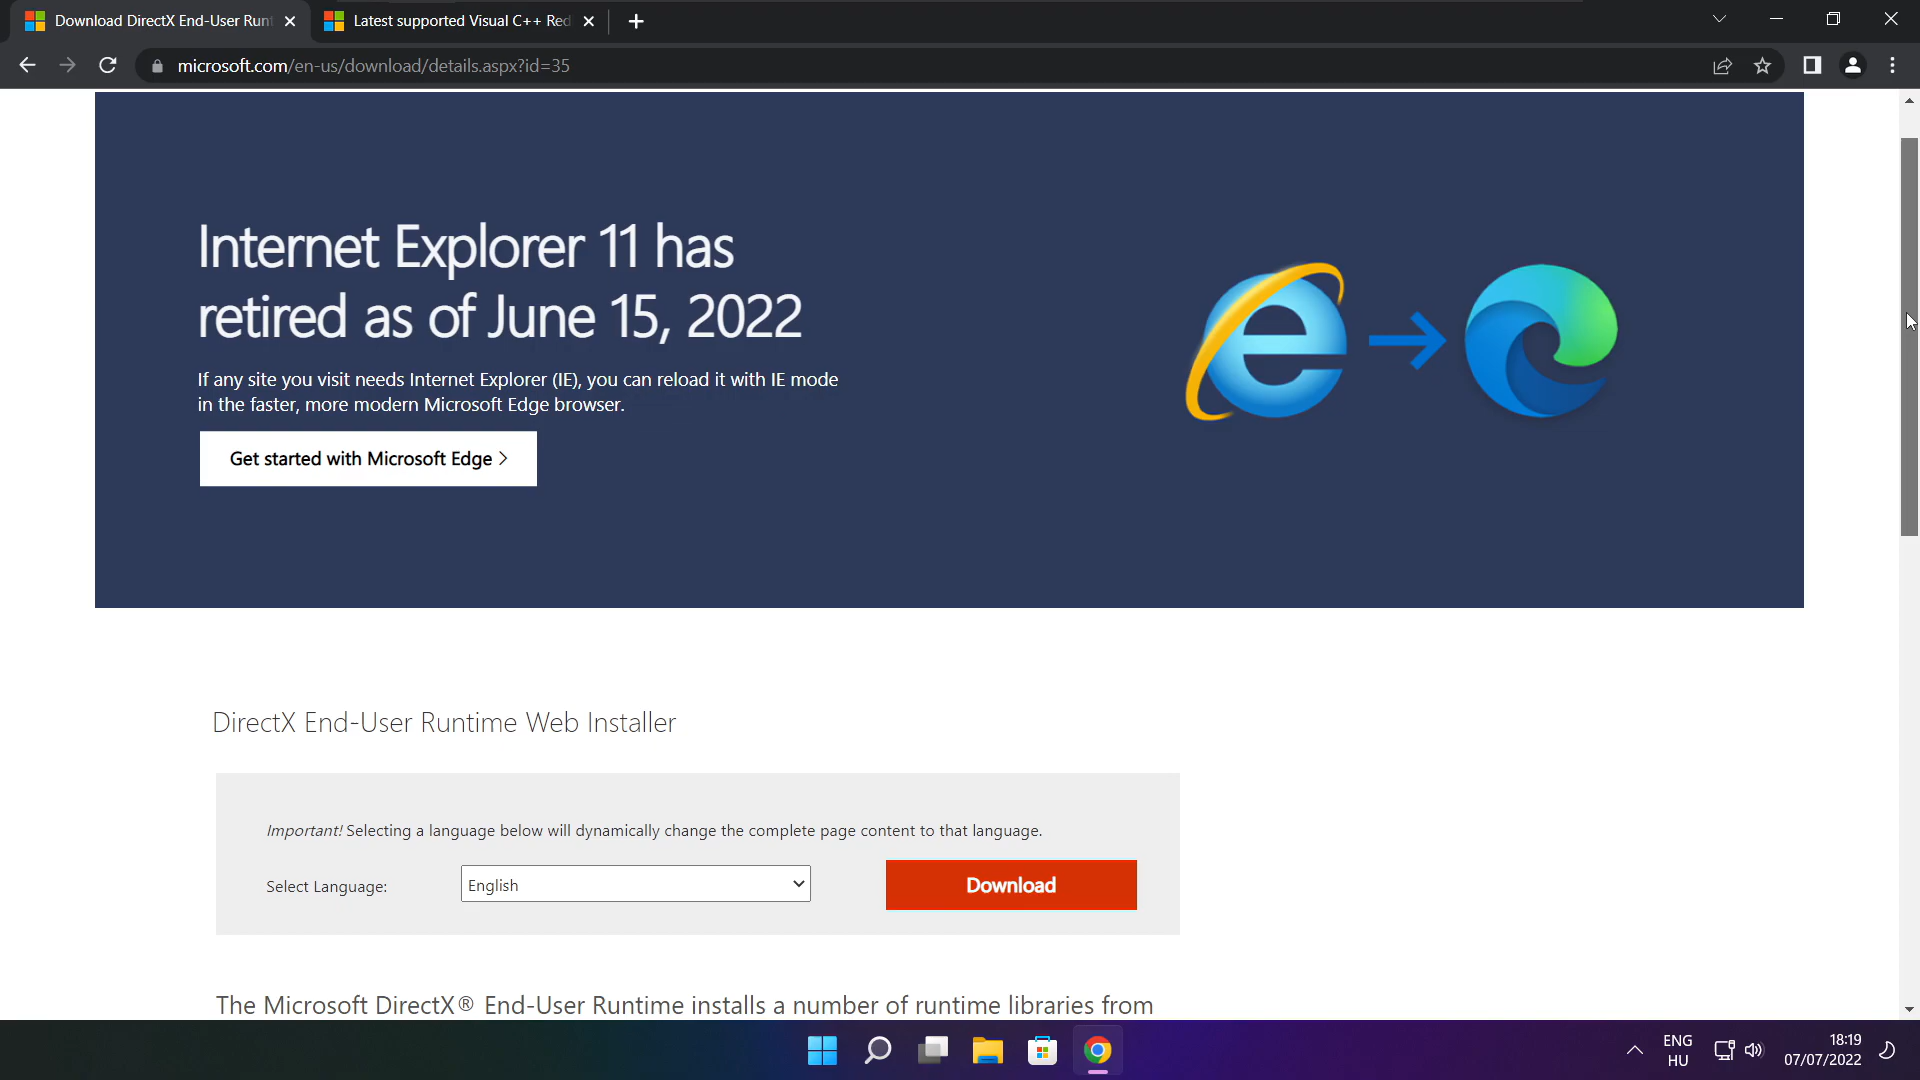 Download DirectX End-User Runt
Latest supported Visual C++ Red
microsoft.com/en-us/download/details.aspx?id=35
Internet Explorer 11 has
retired as of June 15, 2022
If any site you visit needs Internet Explorer (IE), you can reload it with IE mode
in the faster, more modern Microsoft Edge browser.
Get started with Microsoft Edge >
DirectX End-User Runtime Web Installer
Important! Selecting a language below will dynamically change the complete page content to that language.
Select Language:
English
Download
The Microsoft DirectX® End-User Runtime installs a number of runtime libraries from
ENG
HU
18:19
07/07/2022